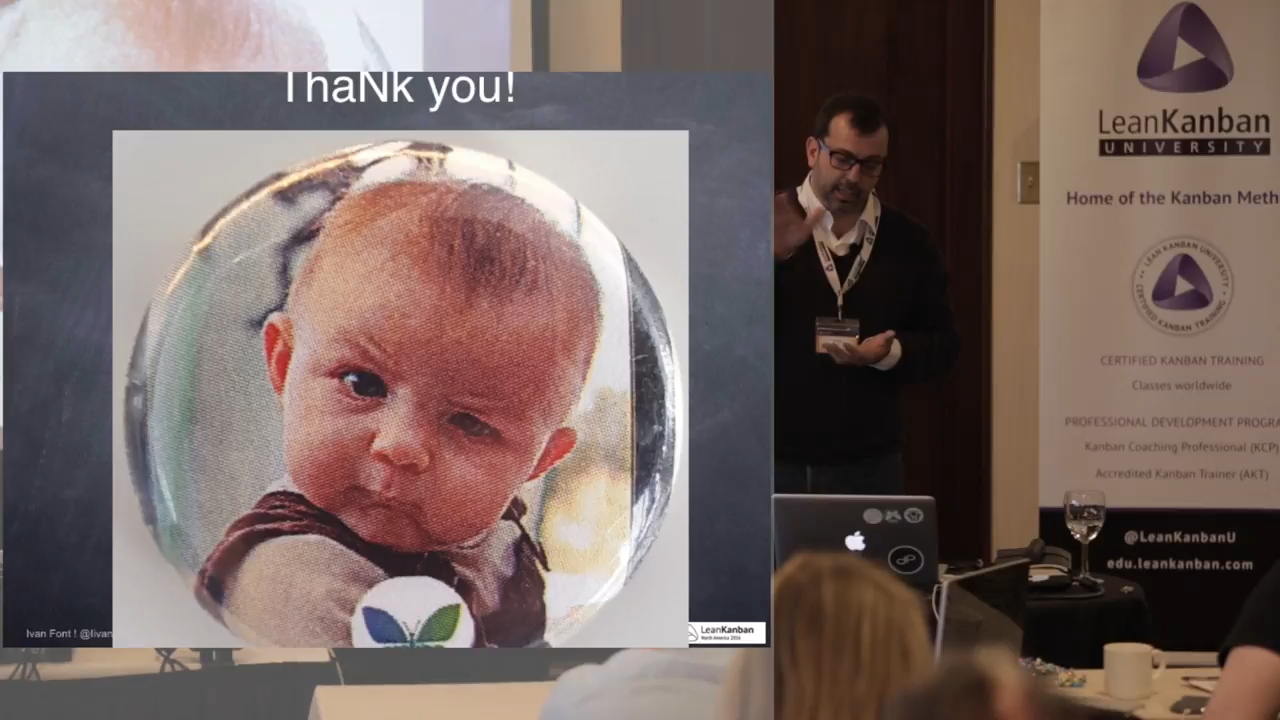 ThaNk you!
Ivan Font ! @Iivan
LeanKanban
North America 2016
LeanKanban
UNIVERSITY
Home of the Kanban Meth
LEAN KANBAN UNIVERSITY
CERTIFIED KANBAN TRAINING
CERTIFIED KANBAN TRAINING
Classes worldwide
PROFESSIONAL DEVELOPMENT PROGRA
Kanban Coaching Professional (KCP)
Accredited Kanban Trainer (AKT)
@LeanKanbanU
edu.leankanban.com